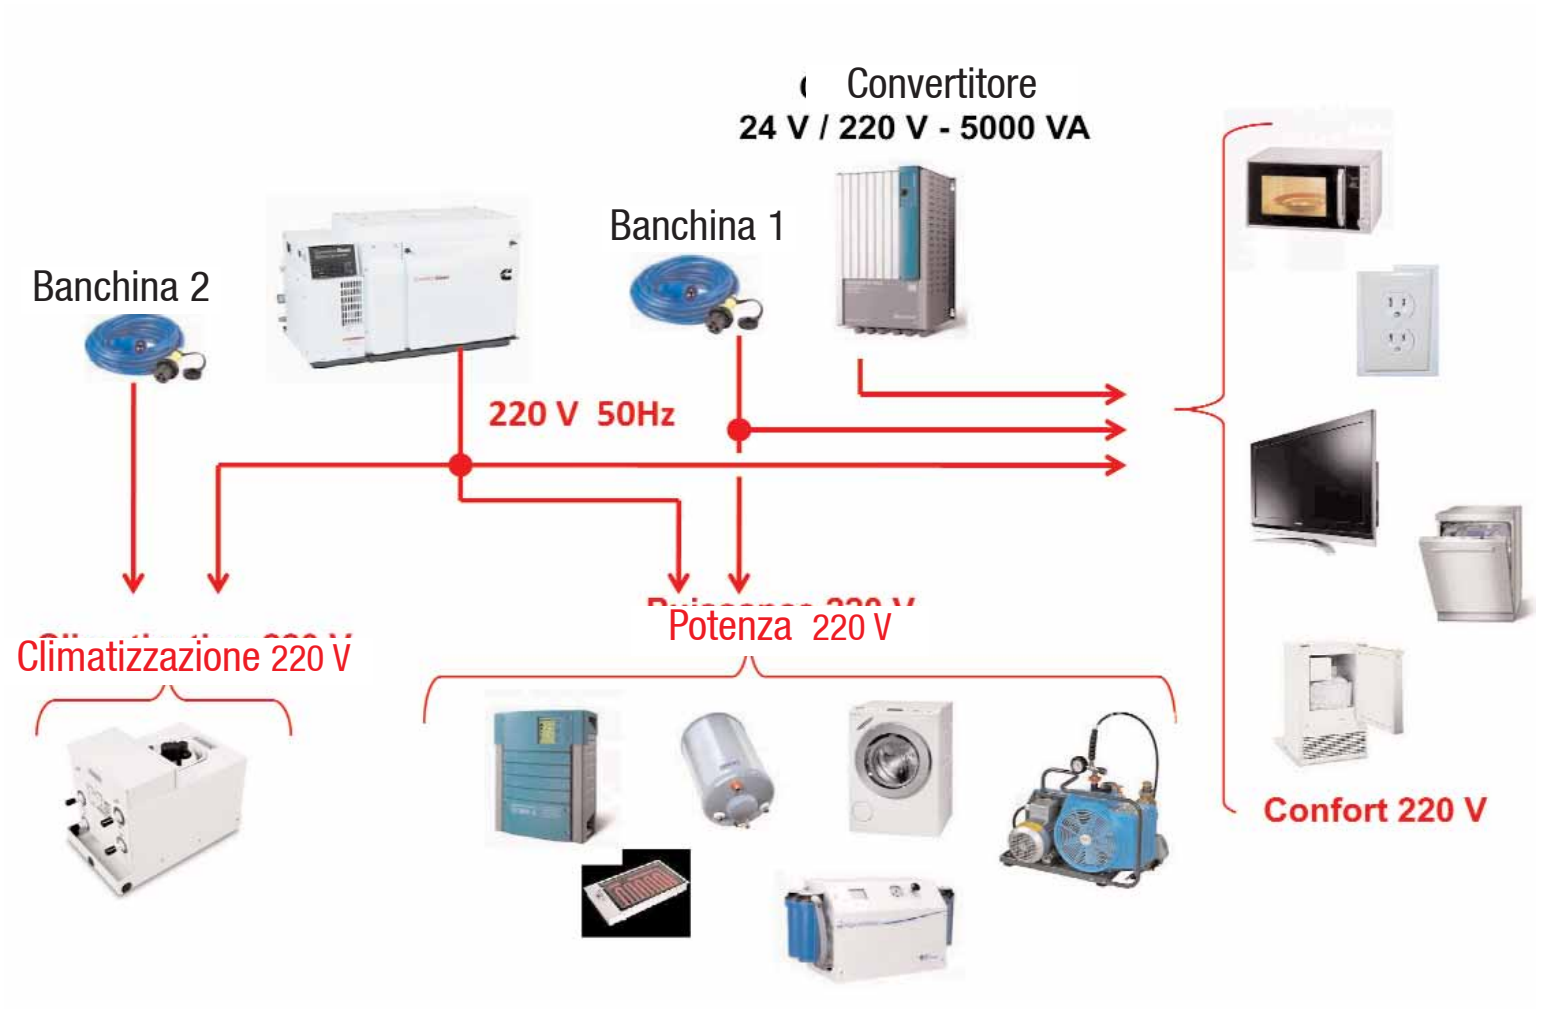 Convertitore
24 V / 220 V - 5000 VA
Banchina 1
Banchina 2
220 V 50Hz
Potenza 220 V
Climatizzazione 220 V
Confort 220 V